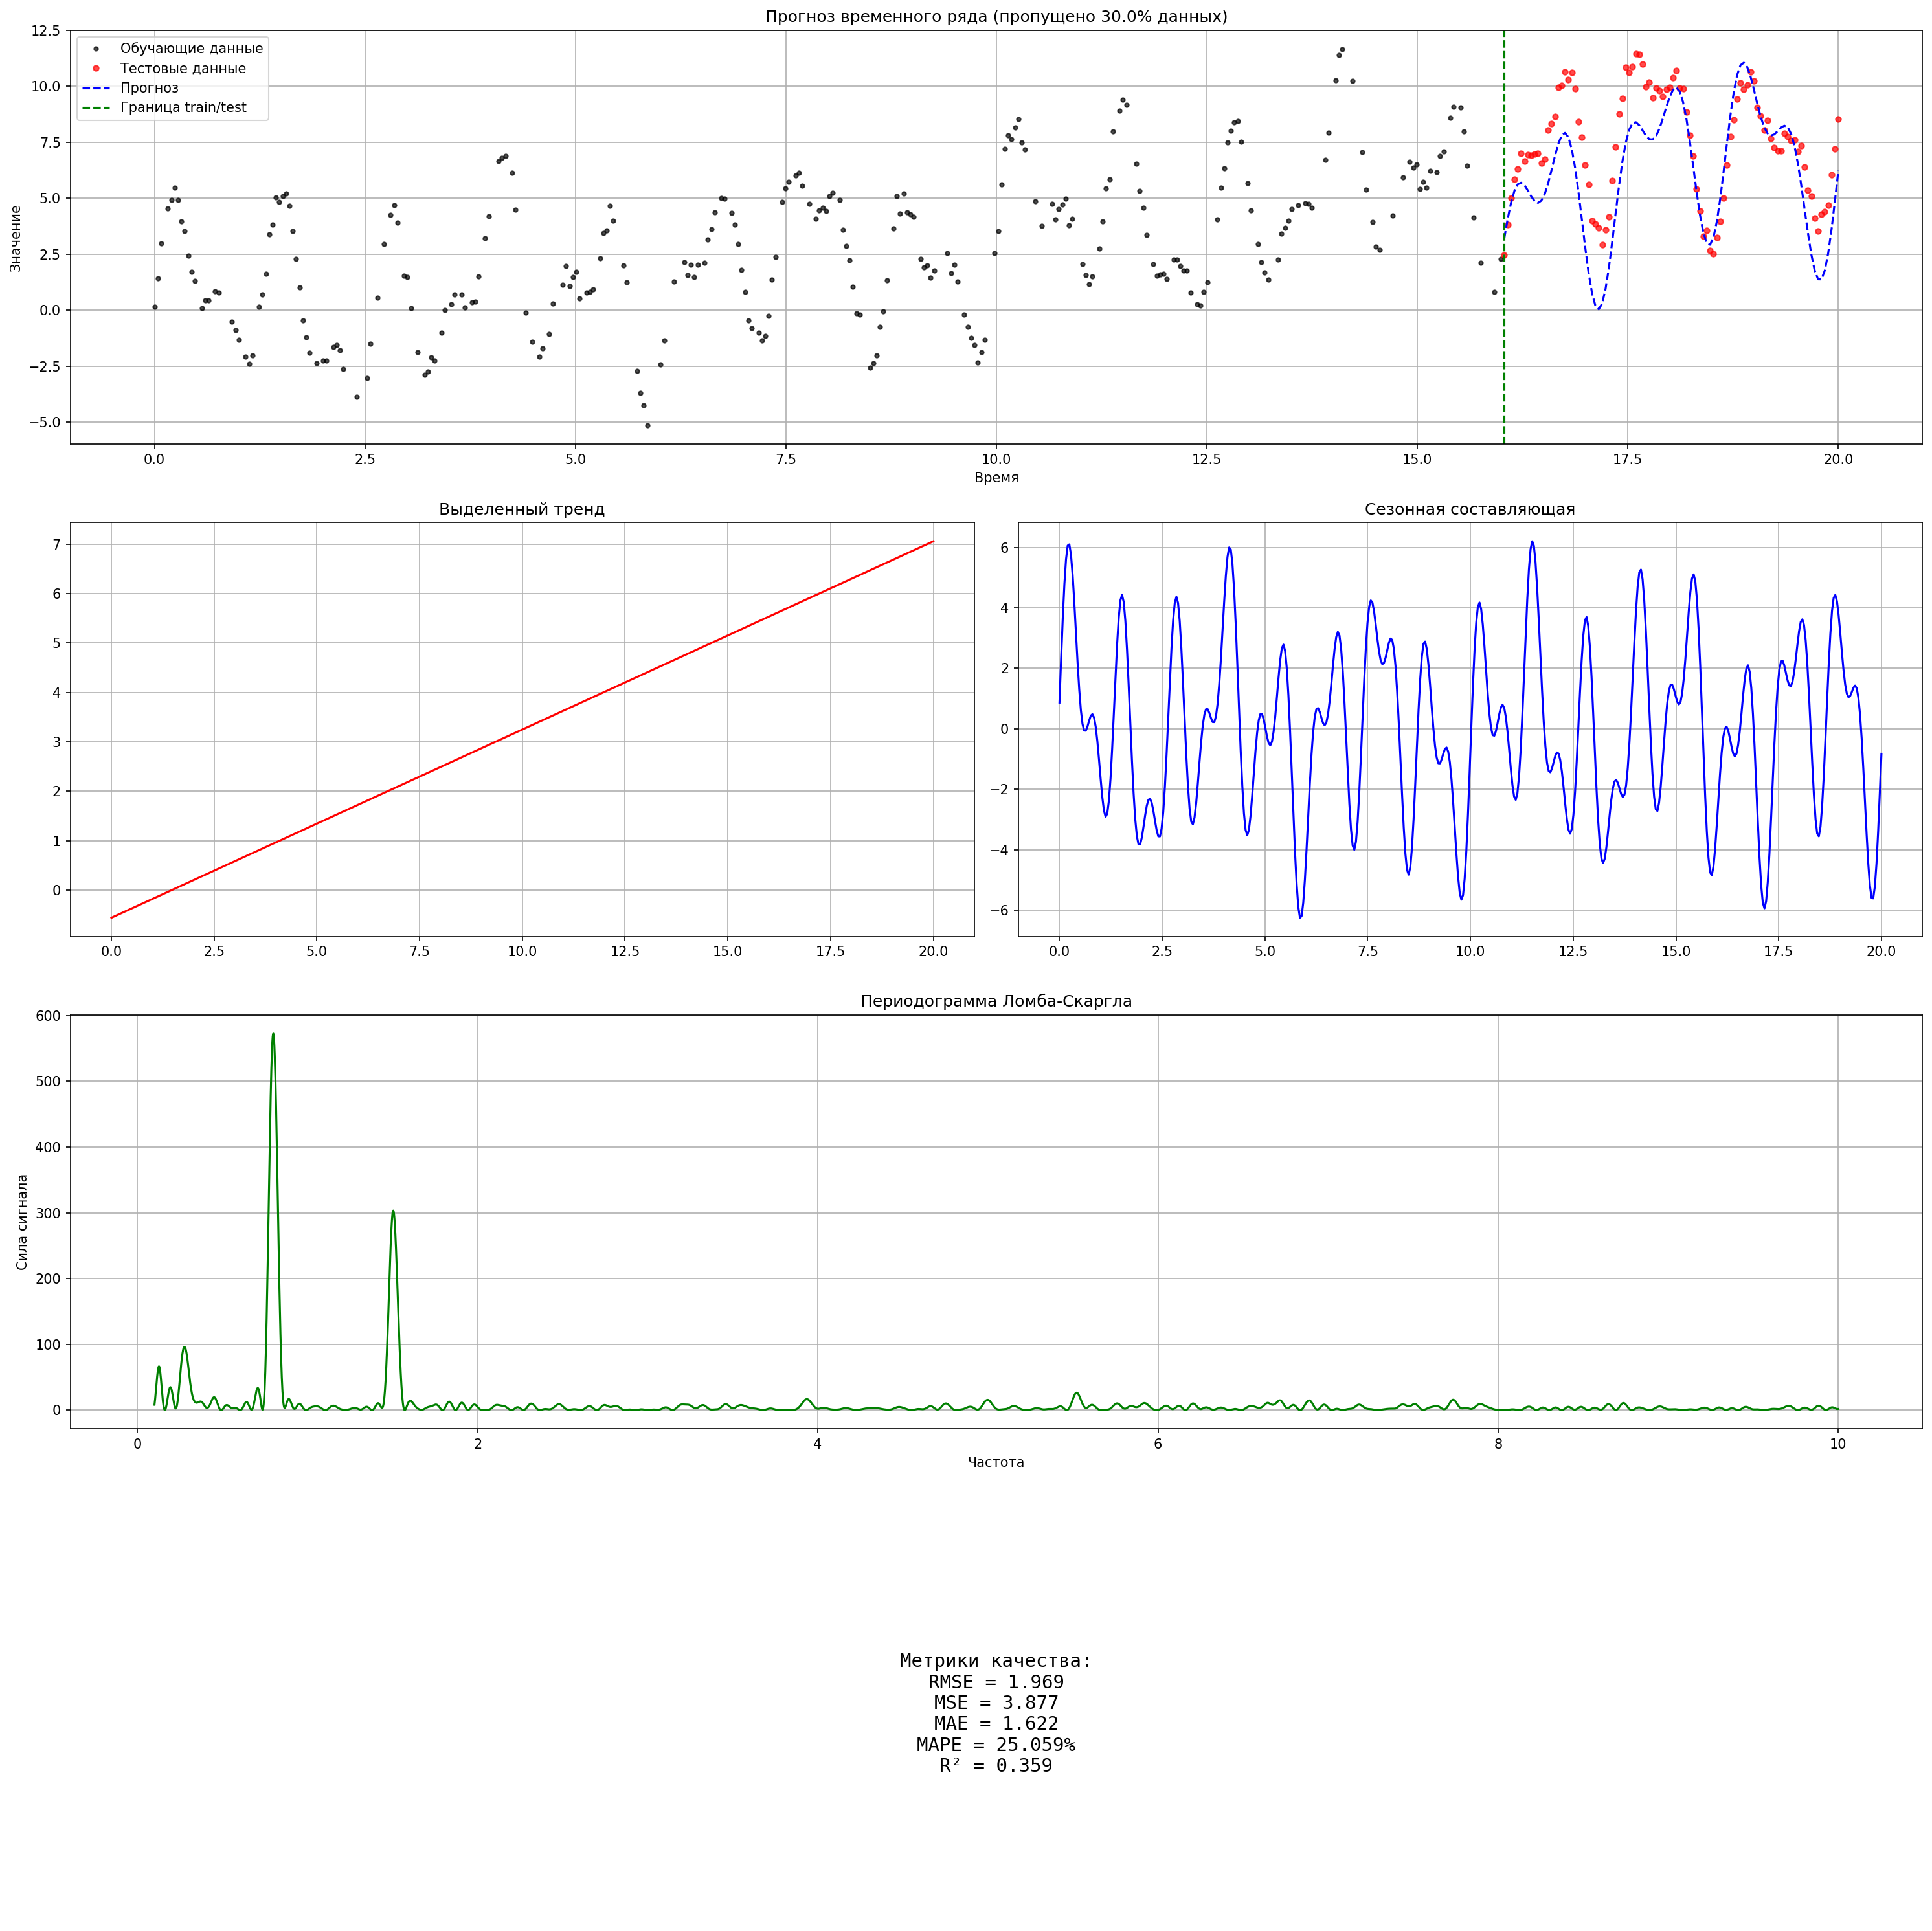 Прогноз временного ряда (пропущено 30.0% данных)
12.5
10.0
7.5
5.0
2.5
0.0
−2.5
−5.0
Значение
Обучающие данные
Тестовые данные
Прогноз
Граница train/test
0.0 2.5 5.0 7.5 10.0 12.5 15.0 17.5 20.0
Время
Выделенный тренд
7
6
5
4
3
2
1
0
0.0 2.5 5.0 7.5 10.0 12.5 15.0 17.5 20.0
Сезонная составляющая
6
4
2
0
−2
−4
−6
0.0 2.5 5.0 7.5 10.0 12.5 15.0 17.5 20.0
Периодограмма Ломба-Скаргла
600
500
400
300
200
100
0
Сила сигнала
0 2 4 6 8 10
Частота
Метрики качества:
RMSE = 1.969
MSE = 3.877
MAE = 1.622
MAPE = 25.059%
R² = 0.359